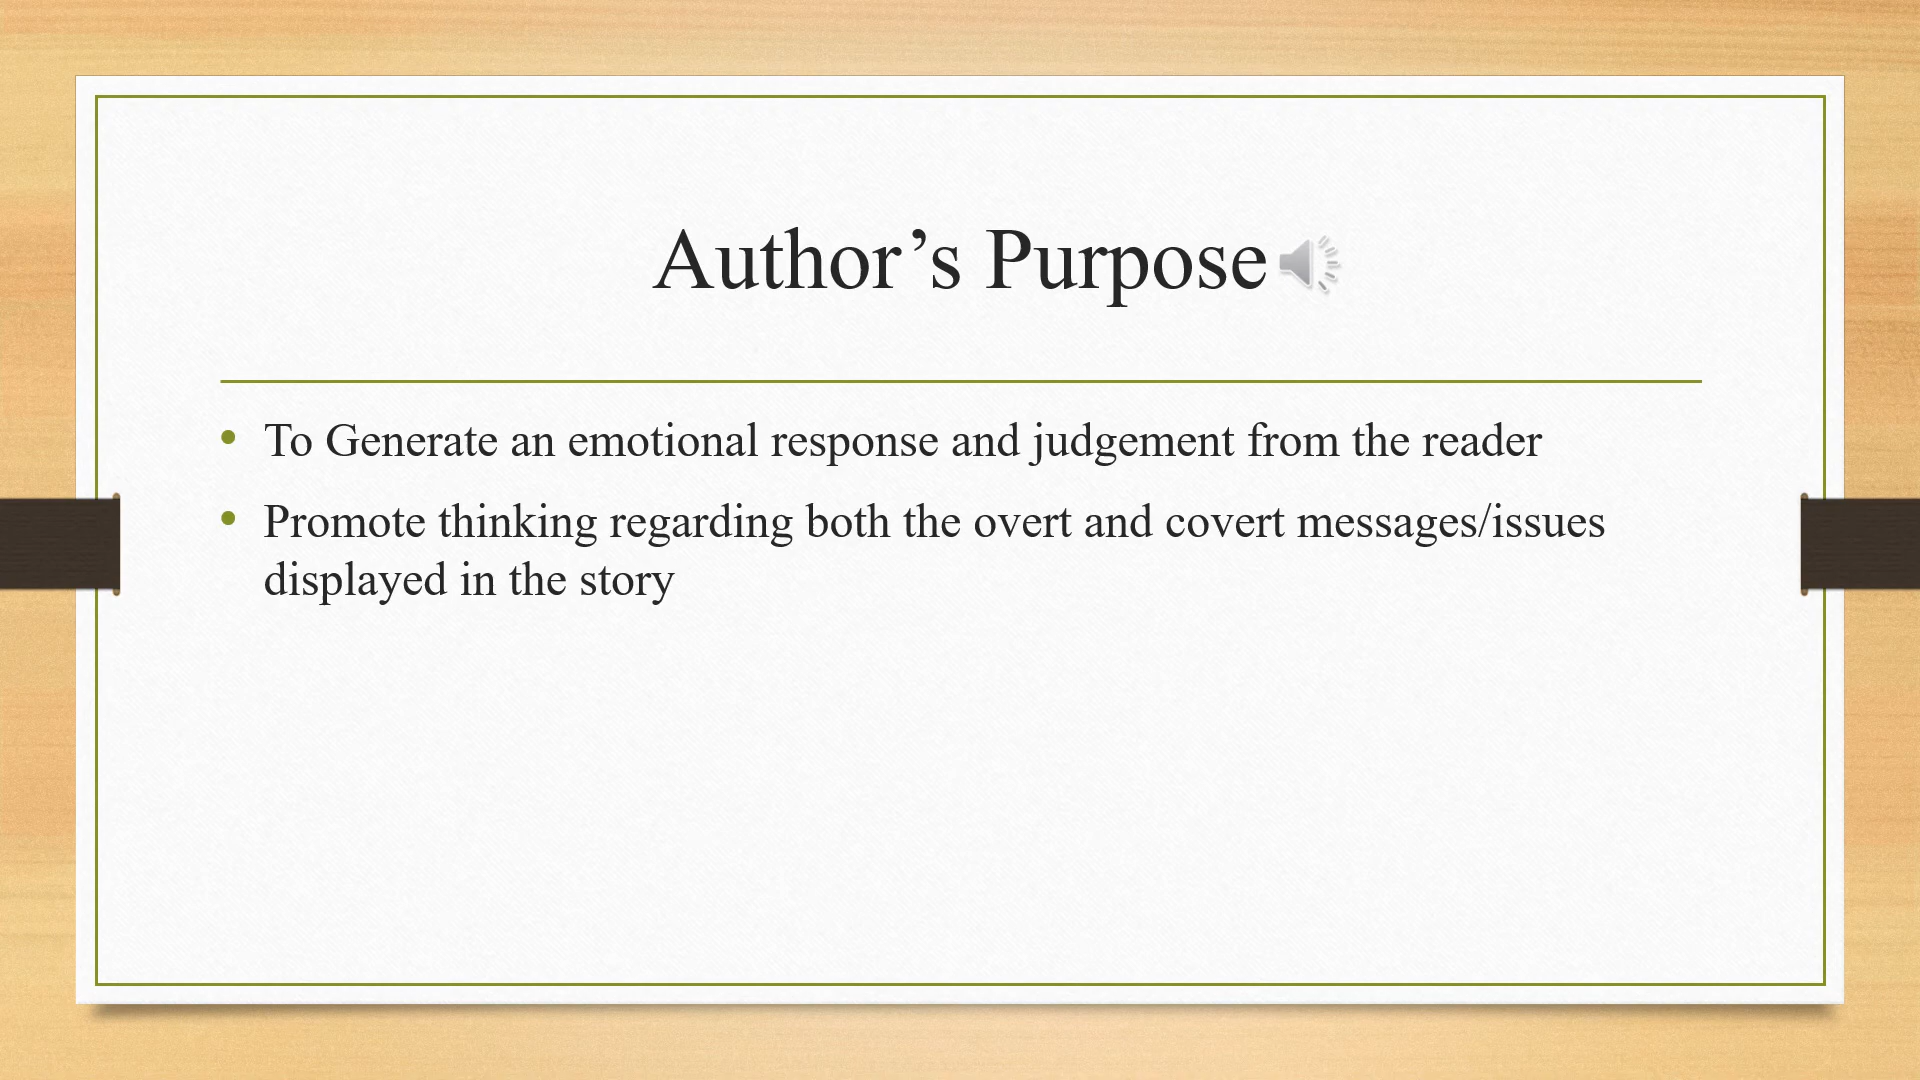 Author’s Purpose
• To Generate an emotional response and judgement from the reader
• Promote thinking regarding both the overt and covert messages/issues
displayed in the story